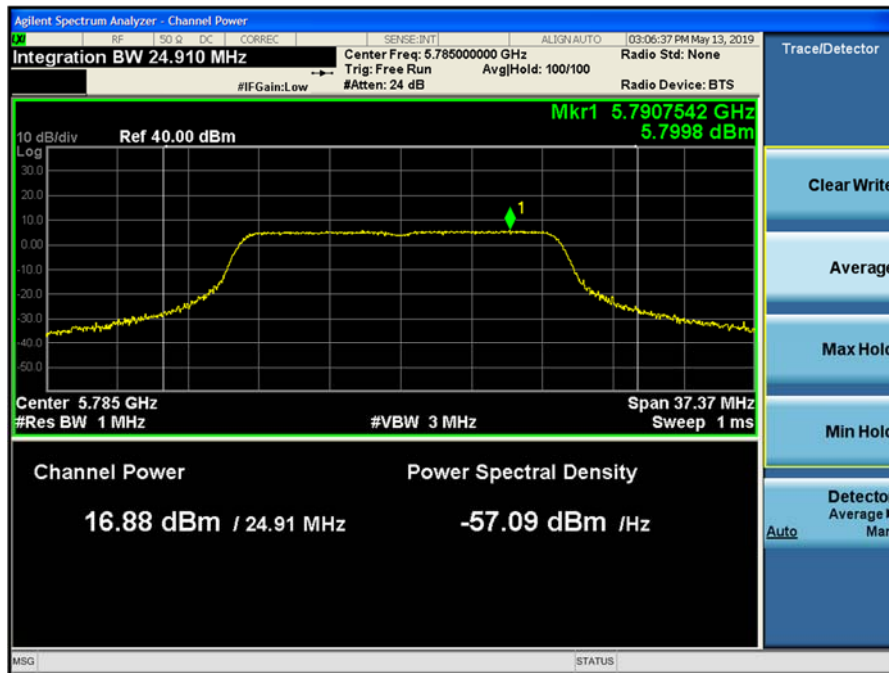 Agilent Spectrum Analyzer - Channel Power
LXI RF 50 Ω DC CORREC SENSE:INT ALIGN AUTO 03:06:37 PM May 13, 2019
Integration BW 24.910 MHz
Center Freq: 5.785000000 GHz
Radio Std: None
Trig: Free Run Avg|Hold: 100/100
#IFGain:Low #Atten: 24 dB Radio Device: BTS
Mkr1 5.7907542 GHz
5.7998 dBm
10 dB/div Ref 40.00 dBm
Log
30.0
20.0
10.0
0.00
-10.0
-20.0
-30.0
-40.0
-50.0
1
Center 5.785 GHz Span 37.37 MHz
#Res BW 1 MHz #VBW 3 MHz Sweep 1 ms
Channel Power Power Spectral Density
16.88 dBm / 24.91 MHz -57.09 dBm /Hz
Trace/Detector
Clear Write
Average
Max Hold
Min Hold
Detecto
Average
Auto Man
MSG STATUS